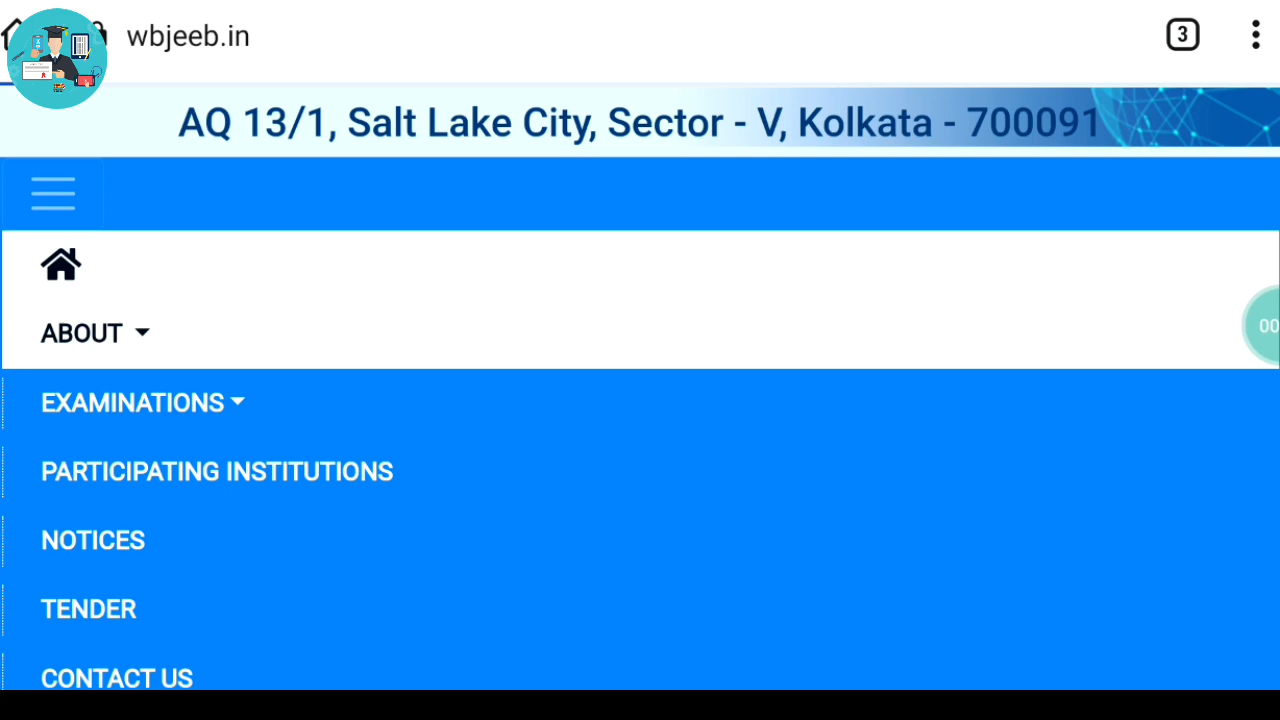 wbjeeb.in
3
AQ 13/1, Salt Lake City, Sector - V, Kolkata - 700091
ABOUT
00
EXAMINATIONS
PARTICIPATING INSTITUTIONS
NOTICES
TENDER
CONTACT US